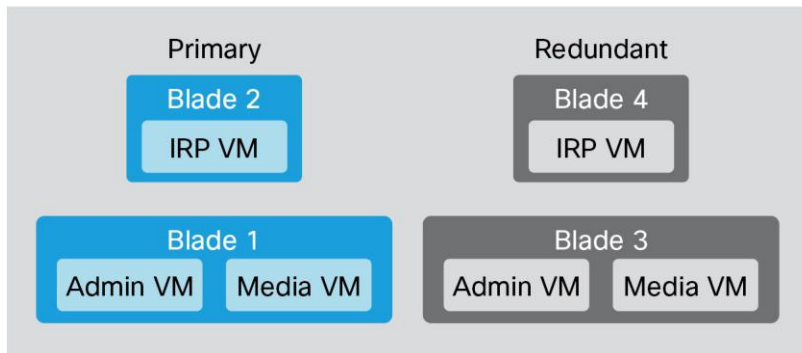 Primary
Redundant
Blade 2
IRP VM
Blade 4
IRP VM
Blade 1
Admin VM
Media VM
Blade 3
Admin VM
Media VM